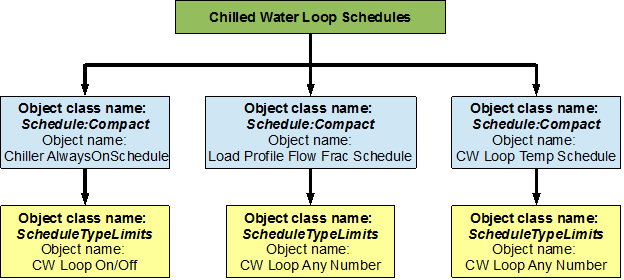 Chilled Water Loop Schedules
Object class name:
Schedule:Compact
Object name:
Chiller AlwaysOnSchedule
Object class name:
Schedule:Compact
Object name:
Load Profile Flow Frac Schedule
Object class name:
Schedule:Compact
Object name:
CW Loop Temp Schedule
Object class name:
ScheduleTypeLimits
Object name:
CW Loop On/Off
Object class name:
ScheduleTypeLimits
Object name:
CW Loop Any Number
Object class name:
ScheduleTypeLimits
Object name:
CW Loop Any Number